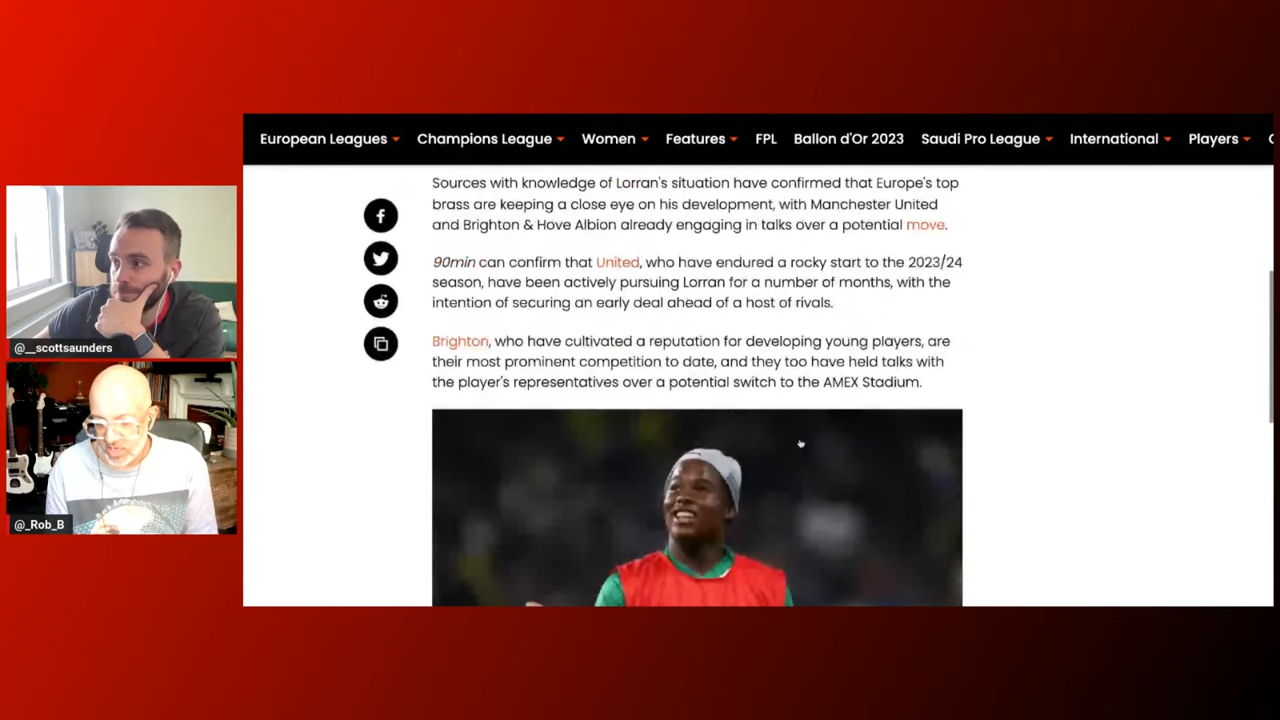 European Leagues Champions League Women Features FPL Ballon d'Or 2023 Saudi Pro League International Players
Sources with knowledge of Lorran's situation have confirmed that Europe's top
brass are keeping a close eye on his development, with Manchester United
and Brighton & Hove Albion already engaging in talks over a potential move.
90min can confirm that United, who have endured a rocky start to the 2023/24
season, have been actively pursuing Lorran for a number of months, with the
intention of securing an early deal ahead of a host of rivals.
Brighton, who have cultivated a reputation for developing young players, are
their most prominent competition to date, and they too have held talks with
the player's representatives over a potential switch to the AMEX Stadium.
@__scottsaunders
@_Rob_B